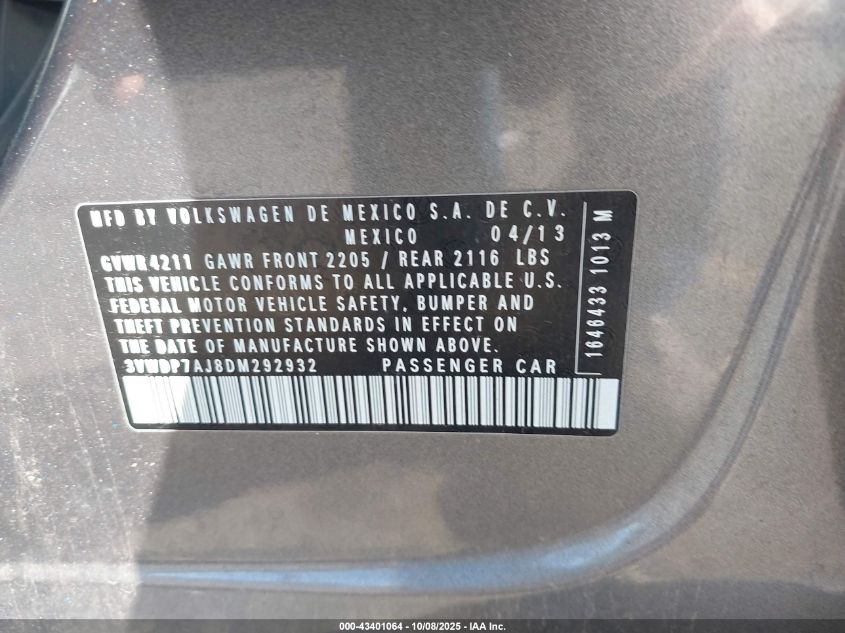 MFD BY VOLKSWAGEN DE MEXICO S.A. DE C.V.
MEXICO 04/13
GVWR4211 GAWR FRONT 2205 / REAR 2116 LBS
THIS VEHICLE CONFORMS TO ALL APPLICABLE U.S.
FEDERAL MOTOR VEHICLE SAFETY, BUMPER AND
THEFT PREVENTION STANDARDS IN EFFECT ON
THE DATE OF MANUFACTURE SHOWN ABOVE.
3VWDP7AJ8DM292932 PASSENGER CAR
1646433 1013 M
000-43401064 - 10/08/2025 - IAA Inc.